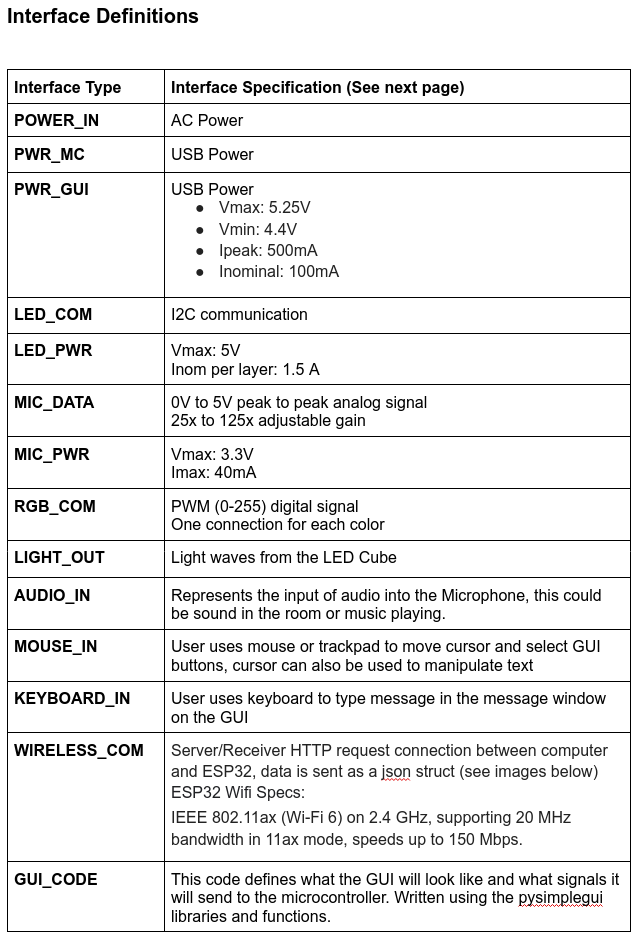 Interface Definitions
Interface Type
Interface Specification (See next page)
POWER_IN
AC Power
PWR_MC
USB Power
PWR_GUI
USB Power
● Vmax: 5.25V
● Vmin: 4.4V
● Ipeak: 500mA
● Inominal: 100mA
LED_COM
I2C communication
LED_PWR
Vmax: 5V
Inom per layer: 1.5 A
MIC_DATA
0V to 5V peak to peak analog signal
25x to 125x adjustable gain
MIC_PWR
Vmax: 3.3V
Imax: 40mA
RGB_COM
PWM (0-255) digital signal
One connection for each color
LIGHT_OUT
Light waves from the LED Cube
AUDIO_IN
Represents the input of audio into the Microphone, this could
be sound in the room or music playing.
MOUSE_IN
User uses mouse or trackpad to move cursor and select GUI
buttons, cursor can also be used to manipulate text
KEYBOARD_IN
User uses keyboard to type message in the message window
on the GUI
WIRELESS_COM
Server/Receiver HTTP request connection between computer
and ESP32, data is sent as a json struct (see images below)
ESP32 Wifi Specs:
IEEE 802.11ax (Wi-Fi 6) on 2.4 GHz, supporting 20 MHz
bandwidth in 11ax mode, speeds up to 150 Mbps.
GUI_CODE
This code defines what the GUI will look like and what signals it
will send to the microcontroller. Written using the pysimplegui
libraries and functions.